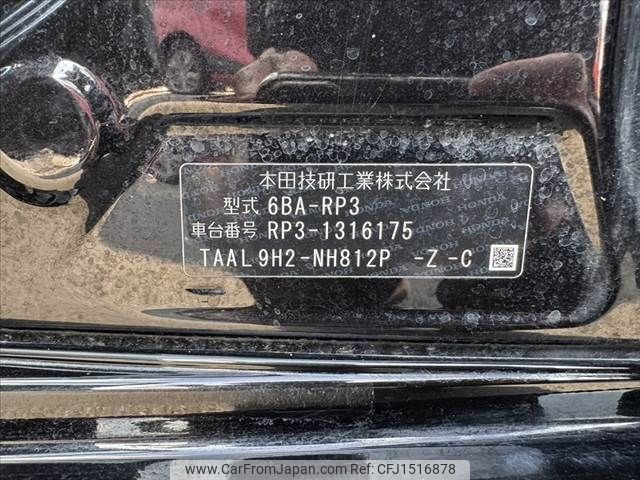 本田技研工業株式会社
型式 6BA-RP3
車台番号 RP3-1316175
TAAL 9H2-NH812P -Z -C
www.CarFromJapan.com | Car Ref: CFJ1516878